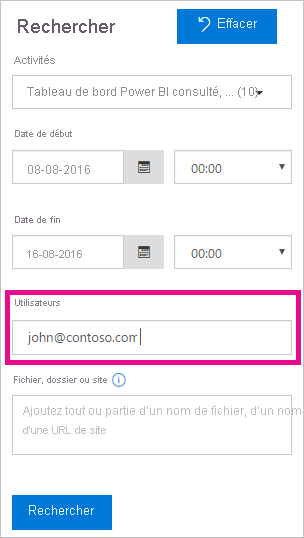 Rechercher
Effacer
Activités
Tableau de bord Power BI consulté, ... (10)
Date de début
08-08-2016
00:00
Date de fin
16-08-2016
00:00
Utilisateurs
john@contoso.com
Fichier, dossier ou site
Ajoutez tout ou partie d'un nom de fichier, d'un nom
d'une URL de site
Rechercher